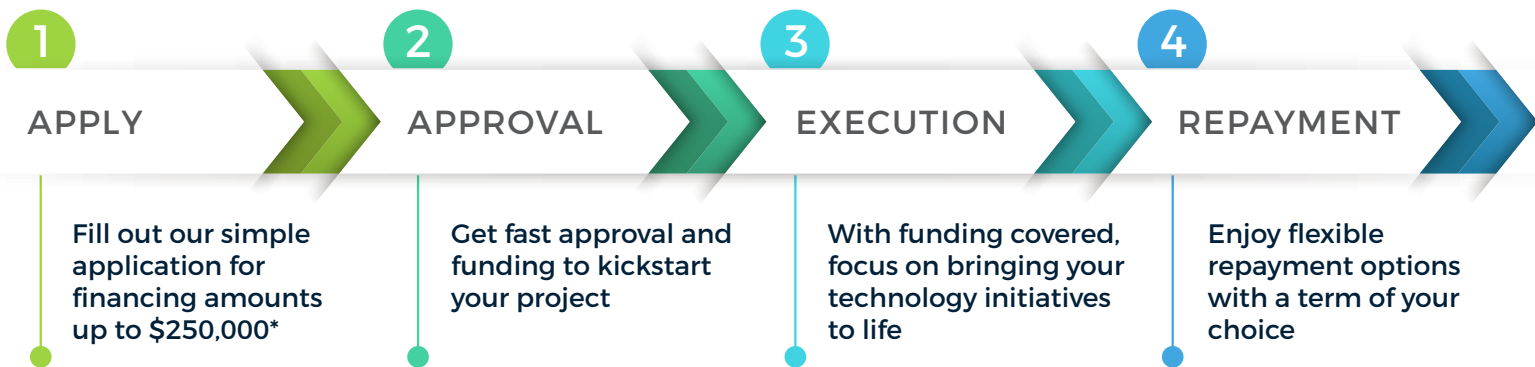 1
APPLY
Fill out our simple
application for
financing amounts
up to $250,000*
2
APPROVAL
Get fast approval and
funding to kickstart
your project
3
EXECUTION
With funding covered,
focus on bringing your
technology initiatives
to life
4
REPAYMENT
Enjoy flexible
repayment options
with a term of your
choice